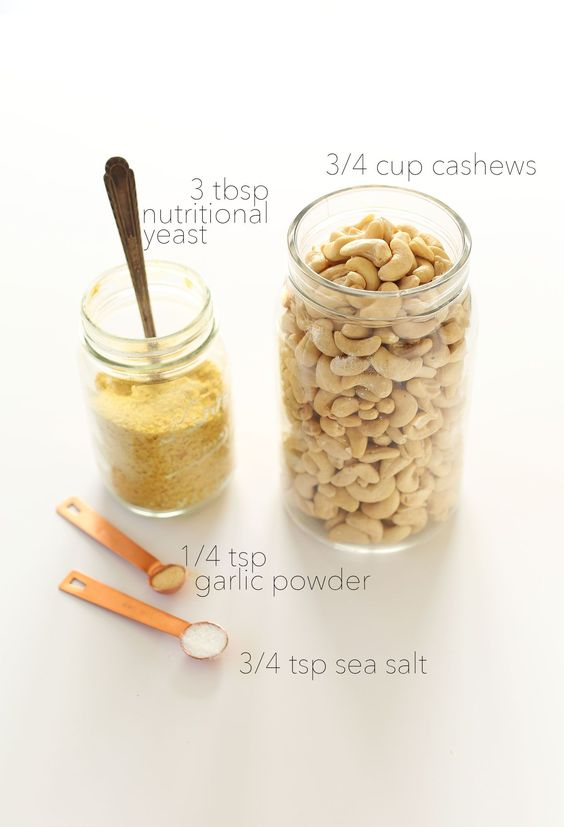 3/4 cup cashews
3 tbsp
nutritional
yeast
1/4 tsp
garlic powder
3/4 tsp sea salt